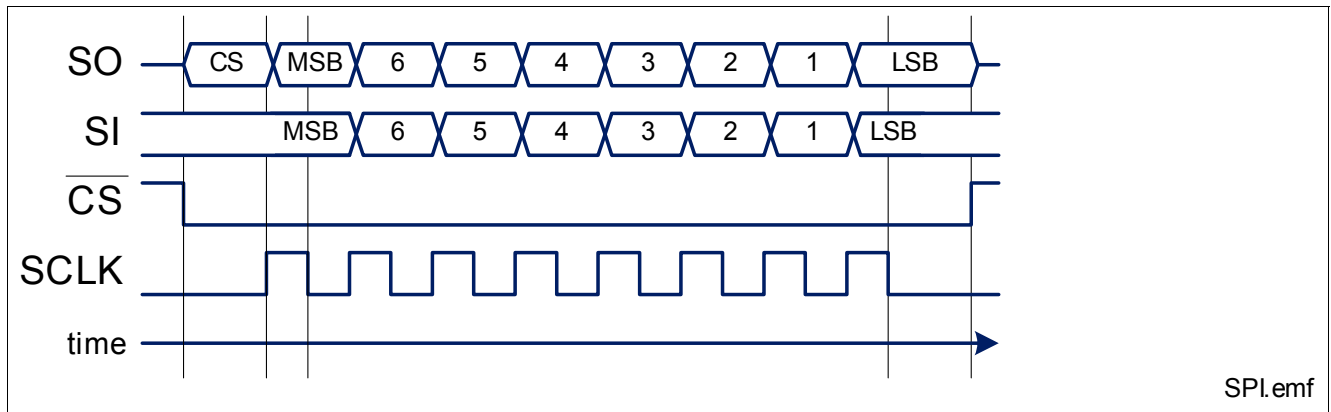 SO CS MSB 6 5 4 3 2 1 LSB
SI MSB 6 5 4 3 2 1 LSB
CS
SCLK
time
SPI.emf